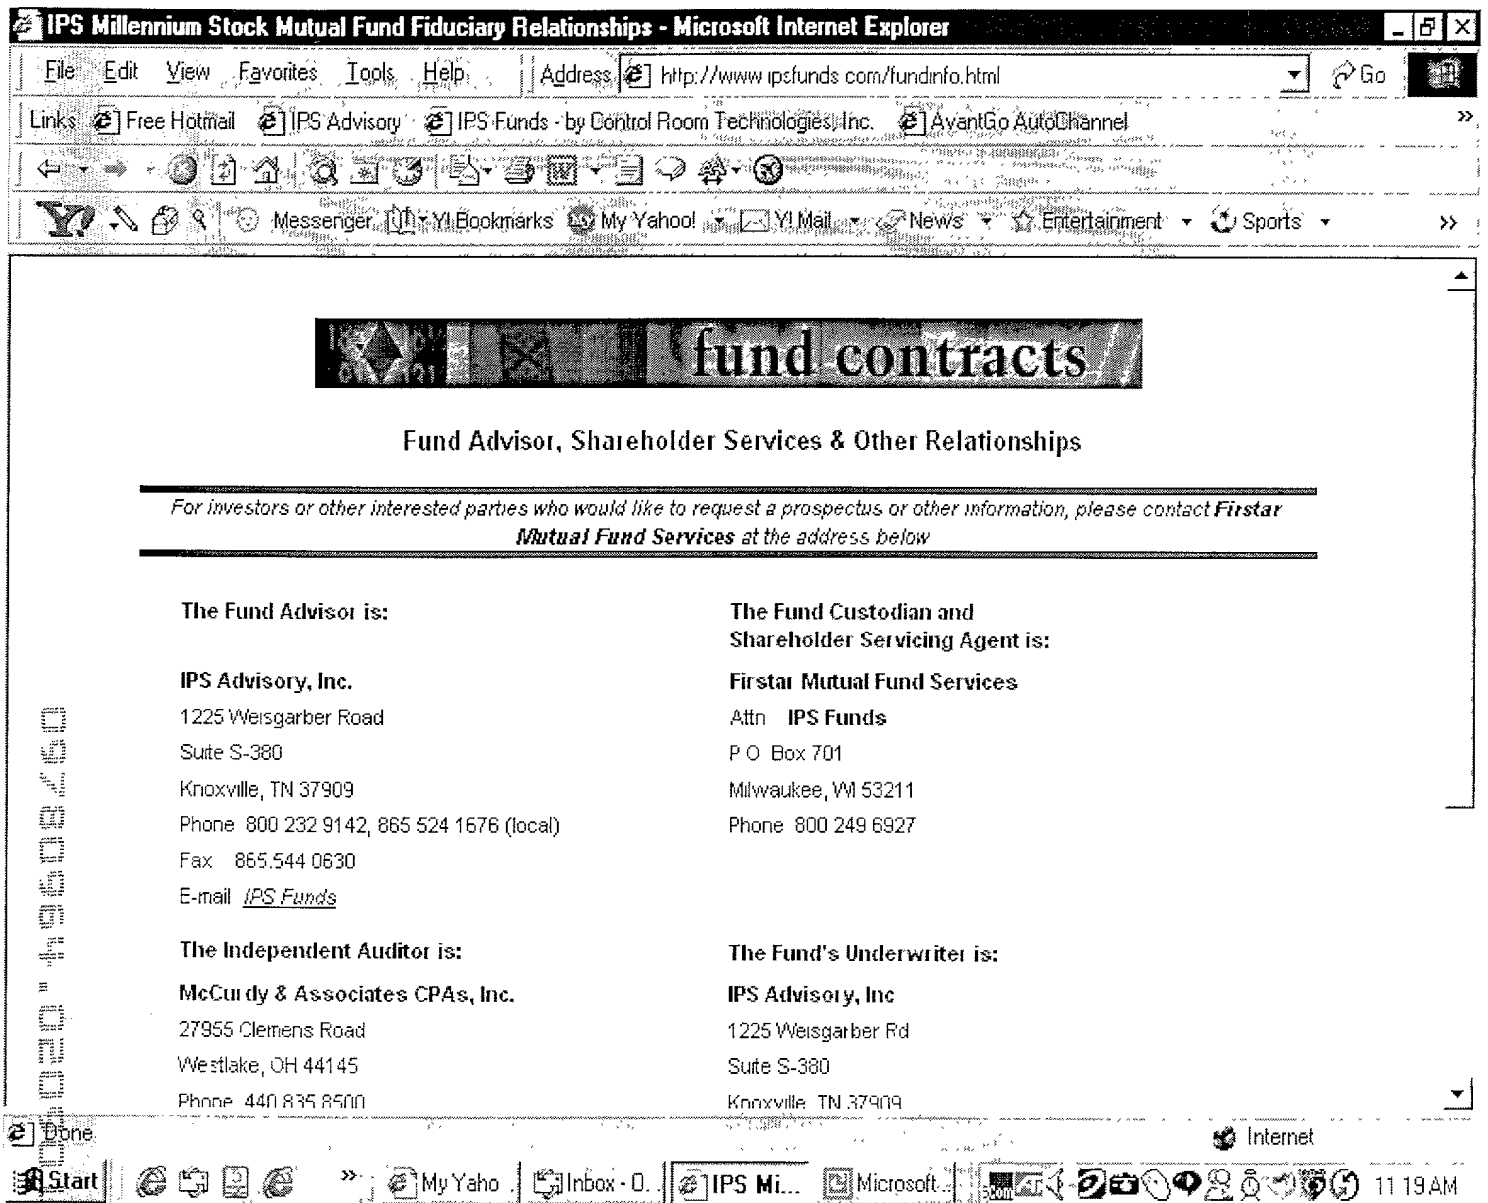 IPS Millennium Stock Mutual Fund Fiduciary Relationships - Microsoft Internet Explorer
File Edit View Favorites Tools Help Address http://www.ipsfunds.com/fundinfo.html Go
Links Free Hotmail IPS Advisory IPS Funds - by Control Room Technologies, Inc. AvantGo AutoChannel »
Y! Messenger Y! Bookmarks My Yahoo! Y! Mail News Entertainment Sports »
fund contracts //
Fund Advisor, Shareholder Services & Other Relationships
For investors or other interested parties who would like to request a prospectus or other information, please contact Firstar
Mutual Fund Services at the address below
The Fund Advisor is:
IPS Advisory, Inc.
1225 Weisgarber Road
Suite S-380
Knoxville, TN 37909
Phone 800 232 9142, 865 524 1676 (local)
Fax 865.544 0630
E-mail IPS Funds
The Fund Custodian and
Shareholder Servicing Agent is:
Firstar Mutual Fund Services
Attn IPS Funds
P O Box 701
Milwaukee, WI 53211
Phone 800 249 6927
The Independent Auditor is:
McCurdy & Associates CPAs, Inc.
27955 Clemens Road
Westlake, OH 44145
Phone 440 835 8500
The Fund's Underwriter is:
IPS Advisory, Inc
1225 Weisgarber Rd
Suite S-380
Knoxville TN 37909
Done Internet
Start » My Yaho... Inbox - O... IPS Mi... Microsoft... 11 19 AM